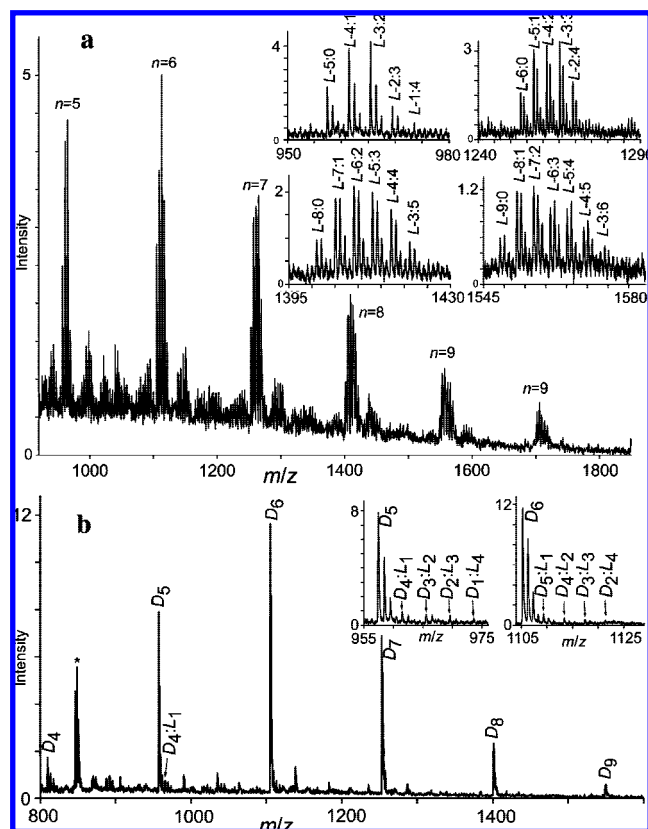 a
Intensity
5
0
n=5
n=6
n=7
n=8
n=9
n=9
1000
1200
1400
1600
1800
m/z
4
2
0
L-5:0
L-4:1
L-3:2
L-2:3
L-1:4
950
980
3
0
L-6:0
L-5:1
L-4:2
L-3:3
L-2:4
1240
1290
2
1
0
L-8:0
L-7:1
L-6:2
L-5:3
L-4:4
L-3:5
1395
1430
1.2
0
L-9:0
L-8:1
L-7:2
L-6:3
L-5:4
L-4:5
L-3:6
1545
1580
b
Intensity
12
0
D4
*
D5
D4:L1
D6
D7
D8
D9
800
1000
1200
1400
m/z
8
4
0
D5
D4:L1
D3:L2
D2:L3
D1:L4
955
m/z
975
12
6
0
D6
D5:L1
D4:L2
D3:L3
D2:L4
1105
m/z
1125